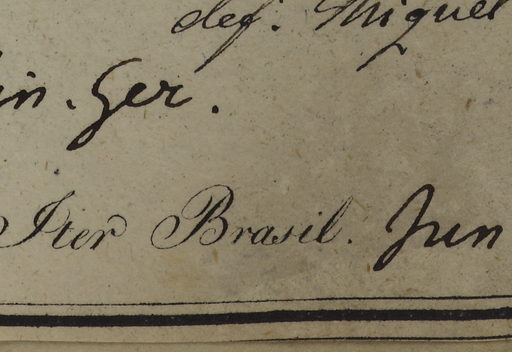 def. Miguel
in. Ger.
Iter Brasil. Jun